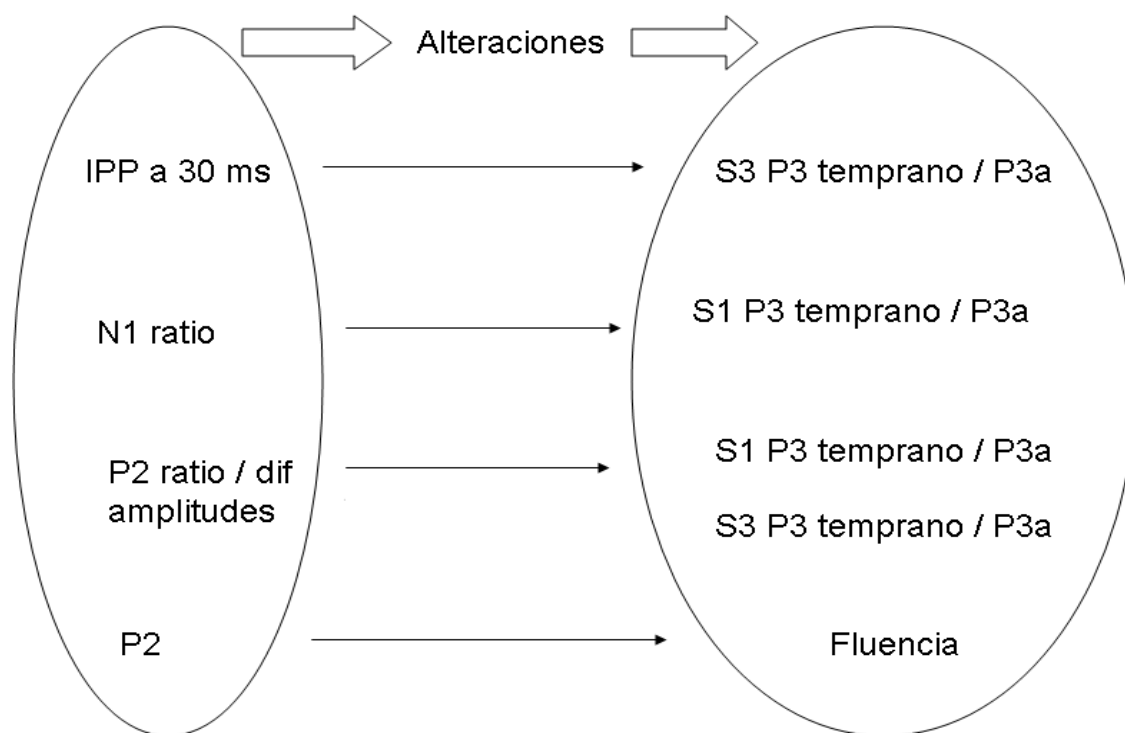 Alteraciones
IPP a 30 ms
S3 P3 temprano / P3a
N1 ratio
S1 P3 temprano / P3a
P2 ratio / dif
amplitudes
S1 P3 temprano / P3a
S3 P3 temprano / P3a
P2
Fluencia